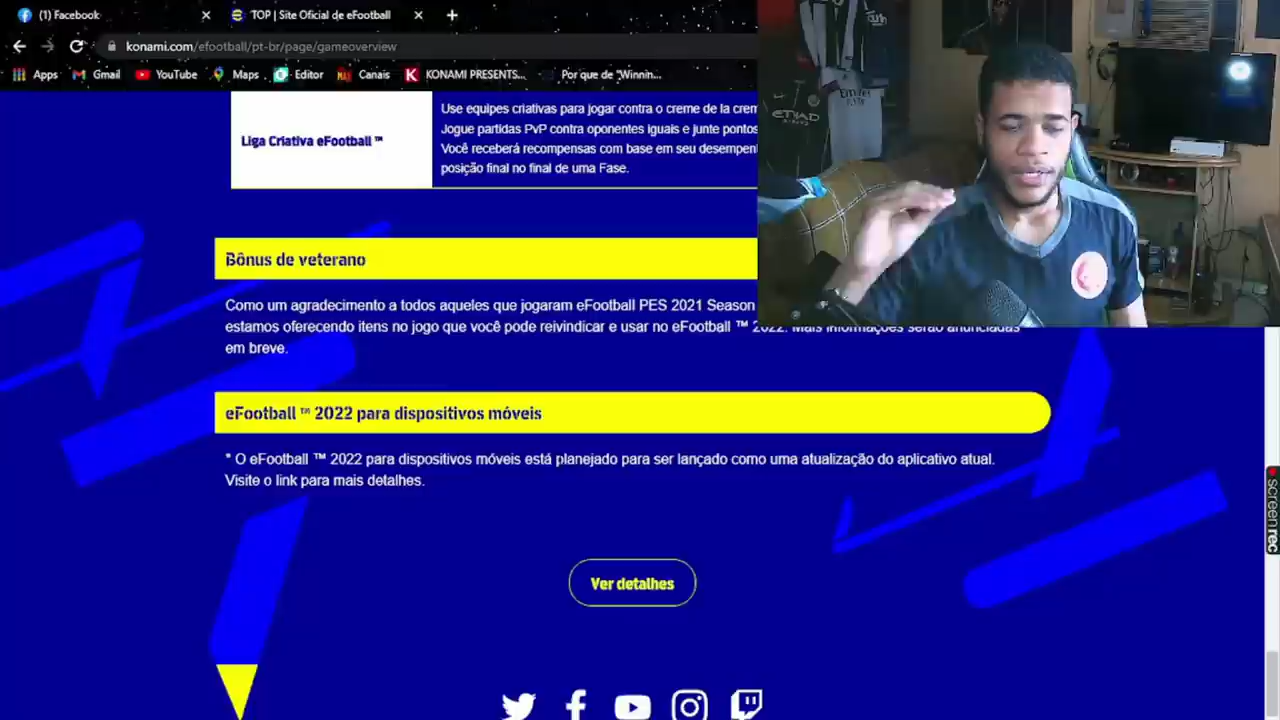 (1) Facebook
TOP | Site Oficial de eFootball
konami.com/efootball/pt-br/page/gameoverview
Apps
Gmail
YouTube
Maps
Editor
Canais
KONAMI PRESENTS...
Por que de "Winnin...
Liga Criativa eFootball ™
Use equipes criativas para jogar contra o creme de la crem
Jogue partidas PvP contra oponentes iguais e junte pontos
Você receberá recompensas com base em seu desempen
posição final no final de uma Fase.
ETIHAD
Bônus de veterano
Como um agradecimento a todos aqueles que jogaram eFootball PES 2021 Season
estamos oferecendo itens no jogo que você pode reivindicar e usar no eFootball ™ 2022. Mais informações serão anunciadas
em breve.
eFootball ™ 2022 para dispositivos móveis
* O eFootball ™ 2022 para dispositivos móveis está planejado para ser lançado como uma atualização do aplicativo atual.
Visite o link para mais detalhes.
Ver detalhes
screenrec